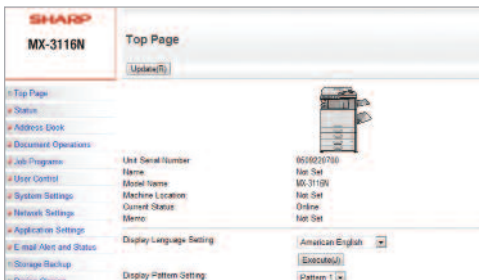 SHARP
MX-3116N
Top Page
Update(R)
Top Page
Status
Address Book
Document Operations
Job Programs
User Control
System Settings
Network Settings
Application Settings
E-mail Alert and Status
Storage Backup
Unit Serial Number 0509220700
Name Not Set
Model Name MX-3116N
Machine Location: Not Set
Current Status: Online
Memo: Not Set
Display Language Setting: American English
Execute(J)
Display Pattern Setting: Pattern 1